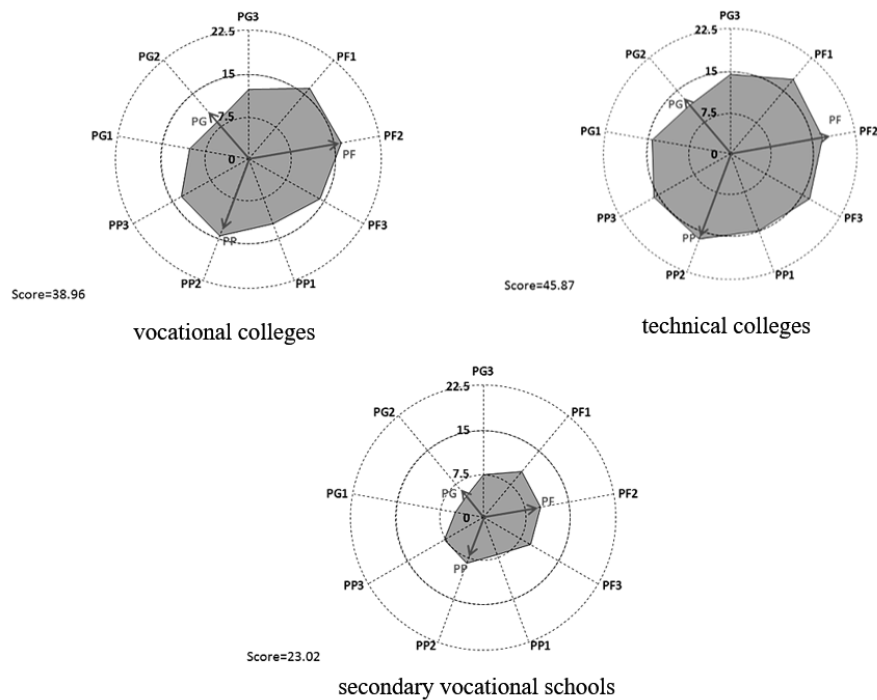 PG3
22.5
PG2
PF1
15
7.5
PG
PG1
PF2
PF
0
PP3
PF3
PP
PP2
PP1
Score=38.96
vocational colleges
PG3
22.5
PG2
PF1
15
7.5
PG
PF
PG1
PF2
0
PP3
PF3
PP
PP2
PP1
Score=45.87
technical colleges
PG3
22.5
PG2
PF1
15
7.5
PG
PF
PG1
PF2
0
PP
PP3
PF3
PP2
PP1
Score=23.02
secondary vocational schools